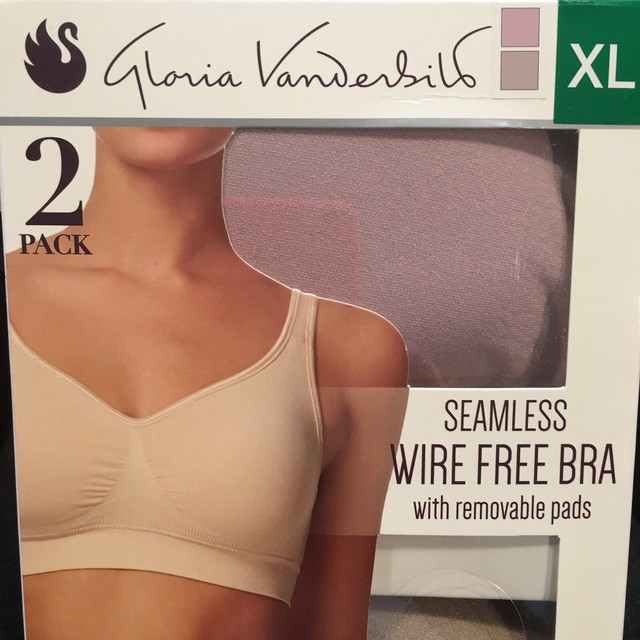 Gloria Vanderbilt
XL
2
PACK
SEAMLESS
WIRE FREE BRA
with removable pads